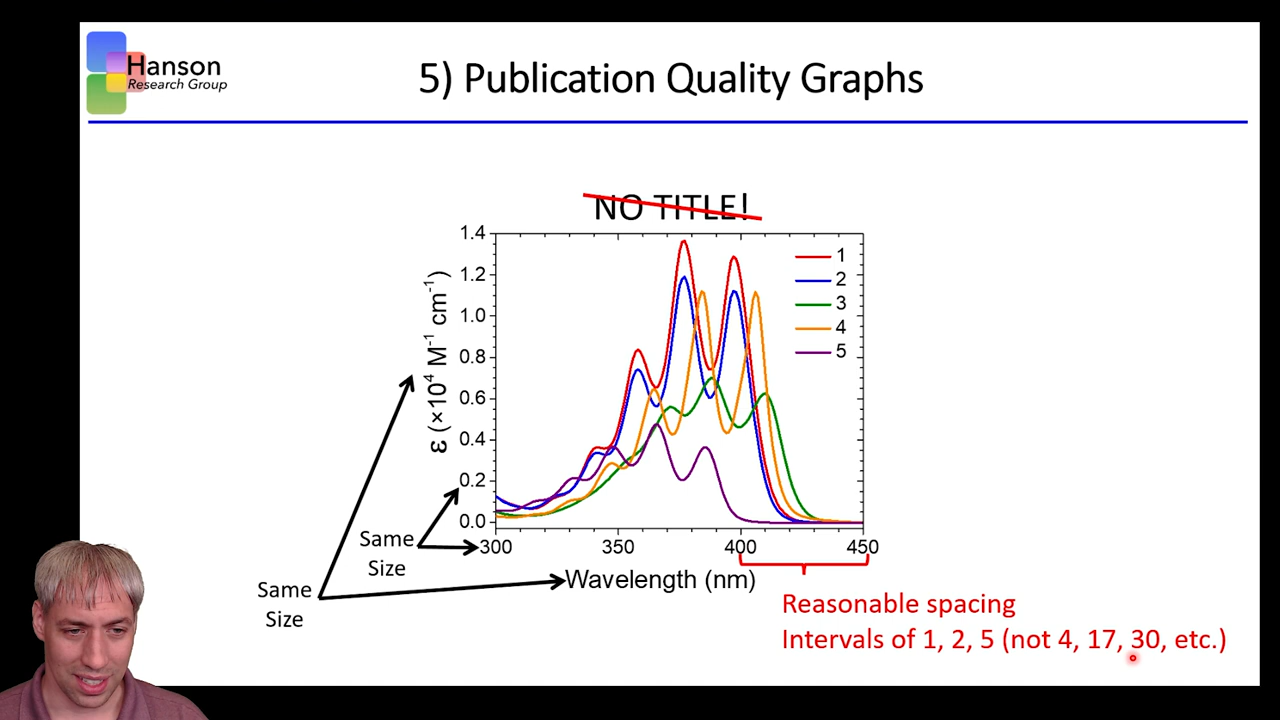 Hanson
Research Group
5) Publication Quality Graphs
NO TITLE!
1.4
1.2
1.0
0.8
0.6
0.4
0.2
0.0
ε (×10⁴ M⁻¹ cm⁻¹)
1
2
3
4
5
300 350 400 450
Wavelength (nm)
Same
Size
Same
Size
Reasonable spacing
Intervals of 1, 2, 5 (not 4, 17, 30, etc.)